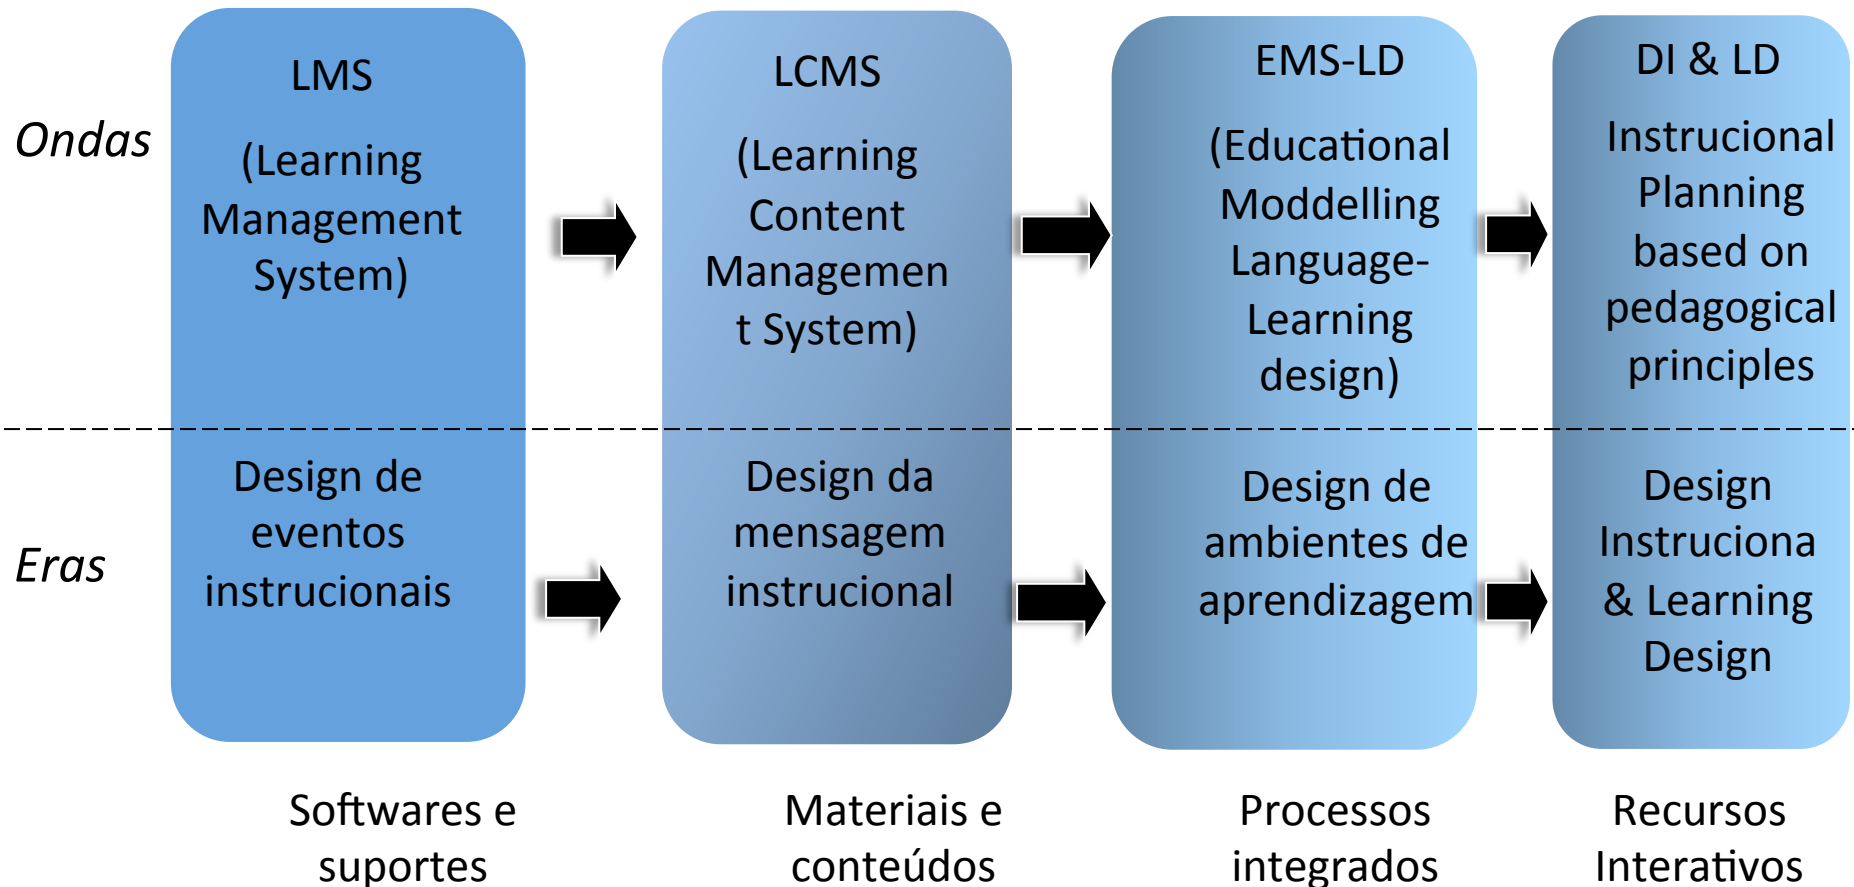 Ondas
LMS
(Learning
Management
System)
LCMS
(Learning
Content
Managemen
t System)
EMS-LD
(Educational
Moddelling
Language-
Learning
design)
DI & LD
Instrucional
Planning
based on
pedagogical
principles
Eras
Design de
eventos
instrucionais
Design da
mensagem
instrucional
Design de
ambientes de
aprendizagem
Design
Instruciona
& Learning
Design
Softwares e
suportes
Materiais e
conteúdos
Processos
integrados
Recursos
Interativos